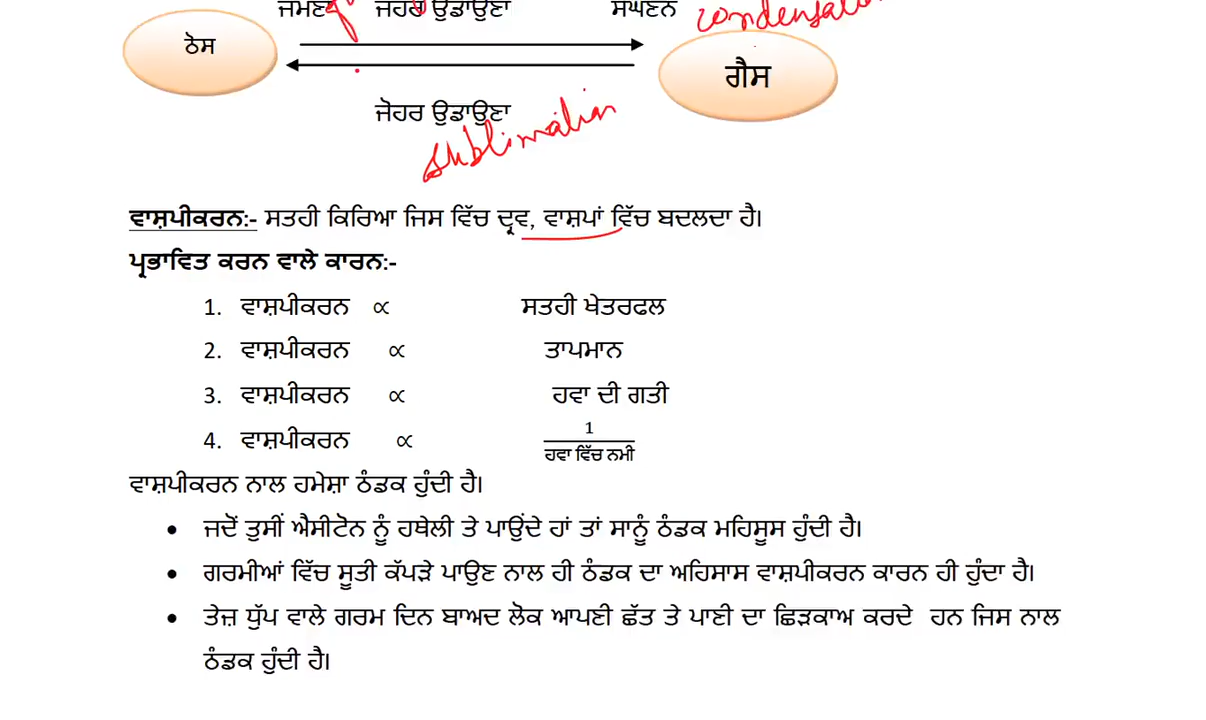 ਜੰਮਣਾ ਜੋਹਰ ਉਡਾਉਣਾ ਸੰਘਣਨ condensation
ਠੋਸ
ਗੈਸ
ਜੋਹਰ ਉਡਾਉਣਾ
sublimation
ਵਾਸ਼ਪੀਕਰਨ:- ਸਤਹੀ ਕਿਰਿਆ ਜਿਸ ਵਿੱਚ ਦ੍ਰਵ, ਵਾਸ਼ਪਾਂ ਵਿੱਚ ਬਦਲਦਾ ਹੈ।
ਪ੍ਰਭਾਵਿਤ ਕਰਨ ਵਾਲੇ ਕਾਰਨ:-
1. ਵਾਸ਼ਪੀਕਰਨ ∝ ਸਤਹੀ ਖੇਤਰਫਲ
2. ਵਾਸ਼ਪੀਕਰਨ ∝ ਤਾਪਮਾਨ
3. ਵਾਸ਼ਪੀਕਰਨ ∝ ਹਵਾ ਦੀ ਗਤੀ
4. ਵਾਸ਼ਪੀਕਰਨ ∝ 1
ਹਵਾ ਵਿੱਚ ਨਮੀ
ਵਾਸ਼ਪੀਕਰਨ ਨਾਲ ਹਮੇਸ਼ਾ ਠੰਡਕ ਹੁੰਦੀ ਹੈ।
• ਜਦੋਂ ਤੁਸੀਂ ਐਸੀਟੋਨ ਨੂੰ ਹਥੇਲੀ ਤੇ ਪਾਉਂਦੇ ਹਾਂ ਤਾਂ ਸਾਨੂੰ ਠੰਡਕ ਮਹਿਸੂਸ ਹੁੰਦੀ ਹੈ।
• ਗਰਮੀਆਂ ਵਿੱਚ ਸੂਤੀ ਕੱਪੜੇ ਪਾਉਣ ਨਾਲ ਹੀ ਠੰਡਕ ਦਾ ਅਹਿਸਾਸ ਵਾਸ਼ਪੀਕਰਨ ਕਾਰਨ ਹੀ ਹੁੰਦਾ ਹੈ।
• ਤੇਜ਼ ਧੁੱਪ ਵਾਲੇ ਗਰਮ ਦਿਨ ਬਾਅਦ ਲੋਕ ਆਪਣੀ ਛੱਤ ਤੇ ਪਾਣੀ ਦਾ ਛਿੜਕਾਅ ਕਰਦੇ ਹਨ ਜਿਸ ਨਾਲ
ਠੰਡਕ ਹੁੰਦੀ ਹੈ।